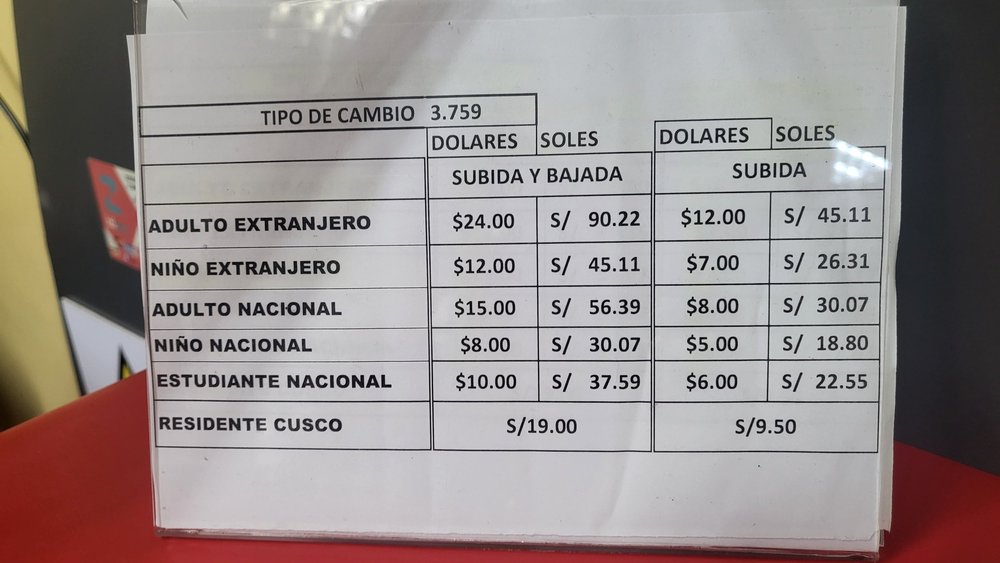 TIPO DE CAMBIO 3.759
DOLARES SOLES DOLARES SOLES
SUBIDA Y BAJADA SUBIDA
ADULTO EXTRANJERO $24.00 S/ 90.22 $12.00 S/ 45.11
NIÑO EXTRANJERO $12.00 S/ 45.11 $7.00 S/ 26.31
ADULTO NACIONAL $15.00 S/ 56.39 $8.00 S/ 30.07
NIÑO NACIONAL $8.00 S/ 30.07 $5.00 S/ 18.80
ESTUDIANTE NACIONAL $10.00 S/ 37.59 $6.00 S/ 22.55
RESIDENTE CUSCO S/19.00 S/9.50